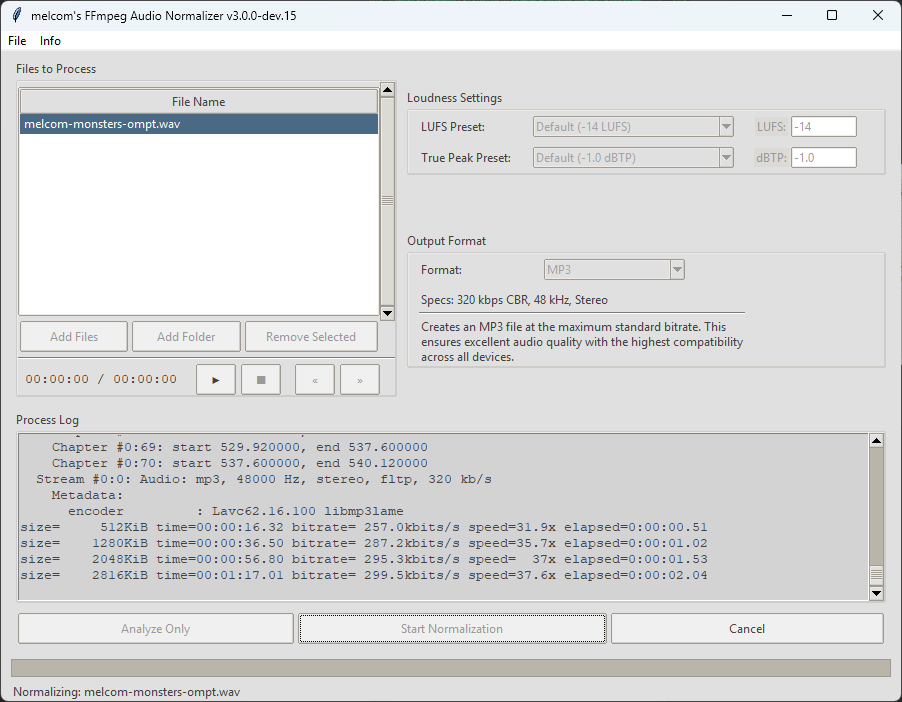 melcom's FFmpeg Audio Normalizer v3.0.0-dev.15
File Info
Files to Process
File Name
melcom-monsters-ompt.wav
Add Files
Add Folder
Remove Selected
00:00:00 / 00:00:00
Loudness Settings
LUFS Preset: Default (-14 LUFS) LUFS: -14
True Peak Preset: Default (-1.0 dBTP) dBTP: -1.0
Output Format
Format: MP3
Specs: 320 kbps CBR, 48 kHz, Stereo
Creates an MP3 file at the maximum standard bitrate. This
ensures excellent audio quality with the highest compatibility
across all devices.
Process Log
Chapter #0:69: start 529.920000, end 537.600000
Chapter #0:70: start 537.600000, end 540.120000
Stream #0:0: Audio: mp3, 48000 Hz, stereo, fltp, 320 kb/s
Metadata:
encoder : Lavc62.16.100 libmp3lame
size= 512KiB time=00:00:16.32 bitrate= 257.0kbits/s speed=31.9x elapsed=0:00:00.51
size= 1280KiB time=00:00:36.50 bitrate= 287.2kbits/s speed=35.7x elapsed=0:00:01.02
size= 2048KiB time=00:00:56.80 bitrate= 295.3kbits/s speed= 37x elapsed=0:00:01.53
size= 2816KiB time=00:01:17.01 bitrate= 299.5kbits/s speed=37.6x elapsed=0:00:02.04
Analyze Only
Start Normalization
Cancel
Normalizing: melcom-monsters-ompt.wav